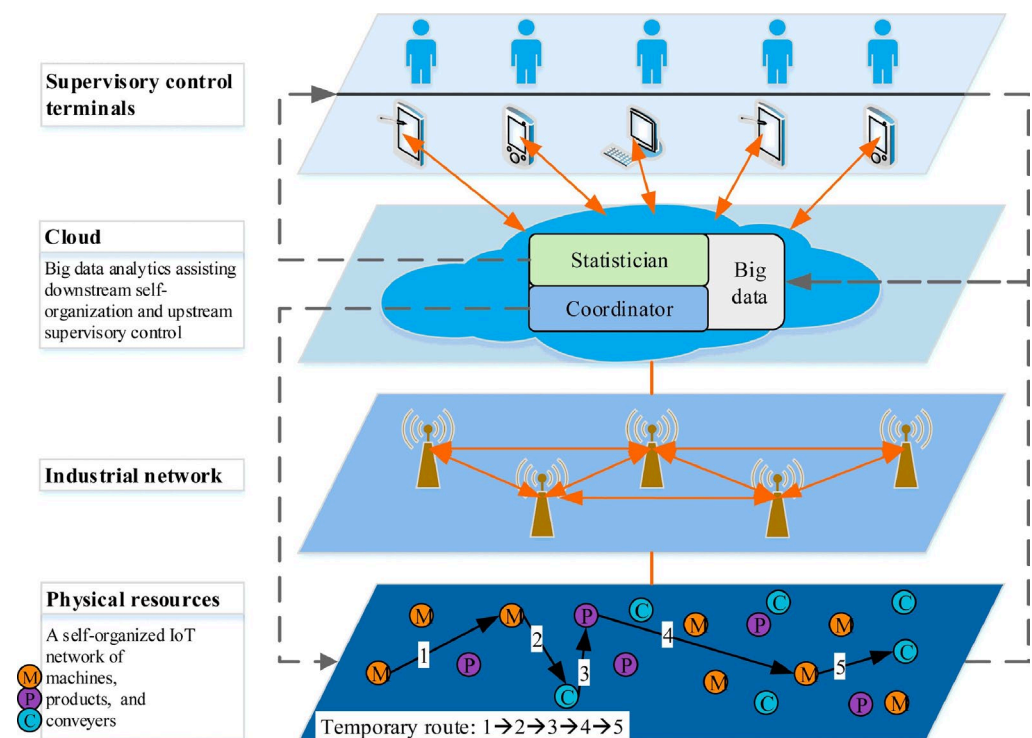 Supervisory control
terminals
Cloud
Big data analytics assisting
downstream self-
organization and upstream
supervisory control
Statistician
Coordinator
Big
data
Industrial network
Physical resources
A self-organized IoT
network of
M machines,
P products, and
C conveyers
M
M
P
C
M
P
M
C
C
1
2
4
5
C
M
P
3
P
M
C
M
C
P
M
C
Temporary route: 1→2→3→4→5